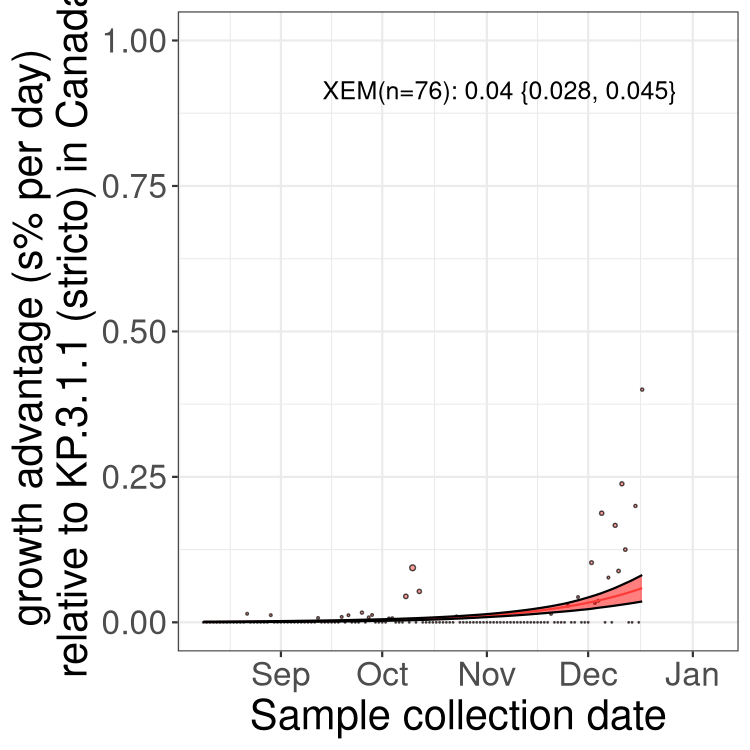 growth advantage (s% per day)
relative to KP.3.1.1 (stricto) in Canada
1.00
0.75
0.50
0.25
0.00
XEM(n=76): 0.04 {0.028, 0.045}
Sep Oct Nov Dec Jan
Sample collection date